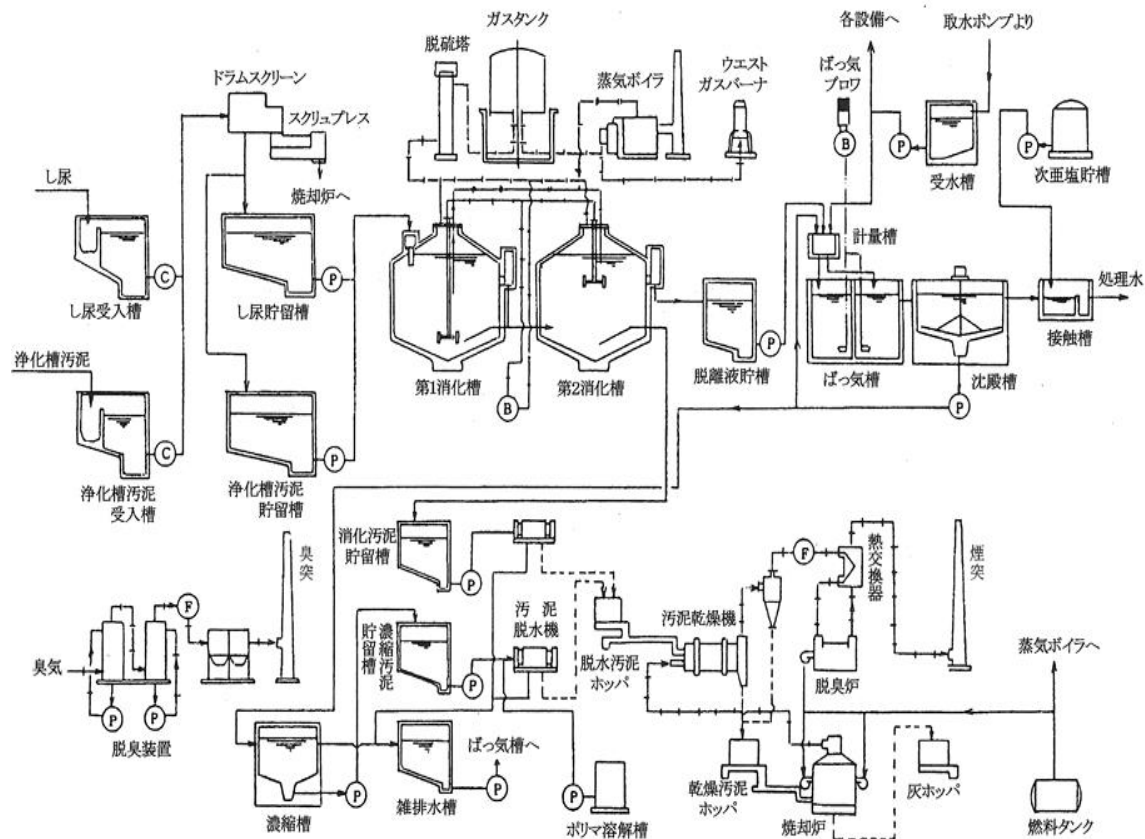 ガスタンク
脱硫塔
各設備へ
取水ポンプより
ドラムスクリーン
蒸気ボイラ
ウエスト
ガスバーナ
ばっ気
ブロワ
スクリュプレス
B
P
P
受水槽
次亜塩貯槽
焼却炉へ
し尿
計量槽
処理水
C
P
し尿受入槽
し尿貯留槽
接触槽
浄化槽汚泥
第1消化槽
第2消化槽
脱離液貯槽
P
ばっ気槽
沈殿槽
B
P
C
P
浄化槽汚泥
受入槽
浄化槽汚泥
貯留槽
消化汚泥
貯留槽
P
臭突
F
熱交換器
煙突
F
汚泥
脱水機
汚泥乾燥機
濃縮汚泥
貯留槽
P
脱水汚泥
ホッパ
脱臭炉
蒸気ボイラへ
臭気
P
P
脱臭装置
ばっ気槽へ
P
P
P
濃縮槽
雑排水槽
ポリマ溶解槽
乾燥汚泥
ホッパ
焼却炉
灰ホッパ
燃料タンク